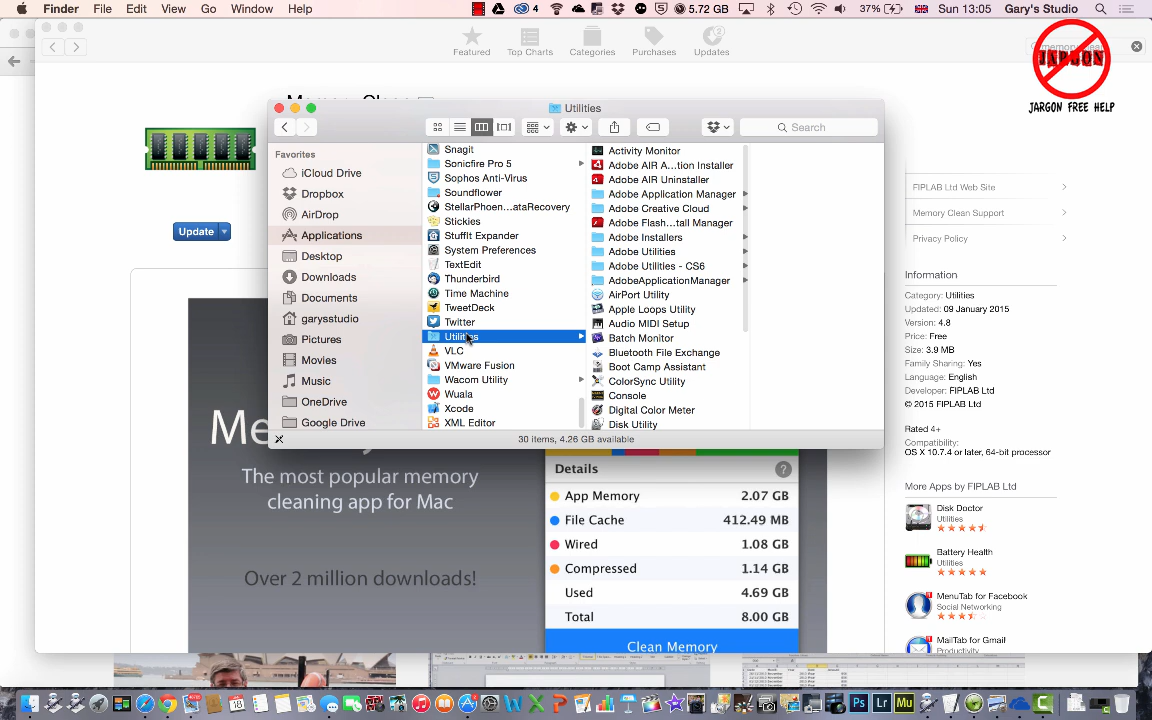 Finder File Edit View Go Window Help
4 5.72 GB 37% Sun 13:05 Gary's Studio
Featured Top Charts Categories Purchases Updates
JARGON FREE HELP
Utilities
Search
Favorites
iCloud Drive
Dropbox
AirDrop
Applications
Desktop
Downloads
Documents
garysstudio
Pictures
Movies
Music
OneDrive
Google Drive
Snagit
Sonicfire Pro 5
Sophos Anti-Virus
Soundflower
StellarPhoen...ataRecovery
Stickies
StuffIt Expander
System Preferences
TextEdit
Thunderbird
Time Machine
TweetDeck
Twitter
Utilities
VLC
VMware Fusion
Wacom Utility
Wuala
Xcode
XML Editor
Activity Monitor
Adobe AIR A...tion Installer
Adobe AIR Uninstaller
Adobe Application Manager
Adobe Creative Cloud
Adobe Flash...tall Manager
Adobe Installers
Adobe Utilities
Adobe Utilities - CS6
AdobeApplicationManager
AirPort Utility
Apple Loops Utility
Audio MIDI Setup
Batch Monitor
Bluetooth File Exchange
Boot Camp Assistant
ColorSync Utility
Console
Digital Color Meter
Disk Utility
30 items, 4.26 GB available
Update
The most popular memory
cleaning app for Mac
Over 2 million downloads!
Details ?
App Memory 2.07 GB
File Cache 412.49 MB
Wired 1.08 GB
Compressed 1.14 GB
Used 4.69 GB
Total 8.00 GB
Clean Memory
FIPLAB Ltd Web Site
Memory Clean Support
Privacy Policy
Information
Category: Utilities
Updated: 09 January 2015
Version: 4.8
Price: Free
Size: 3.9 MB
Family Sharing: Yes
Language: English
Developer: FIPLAB Ltd
© 2015 FIPLAB Ltd
Rated 4+
Compatibility:
OS X 10.7.4 or later, 64-bit processor
More Apps by FIPLAB Ltd
Disk Doctor
Utilities
Battery Health
Utilities
MenuTab for Facebook
Social Networking
MailTab for Gmail
Productivity